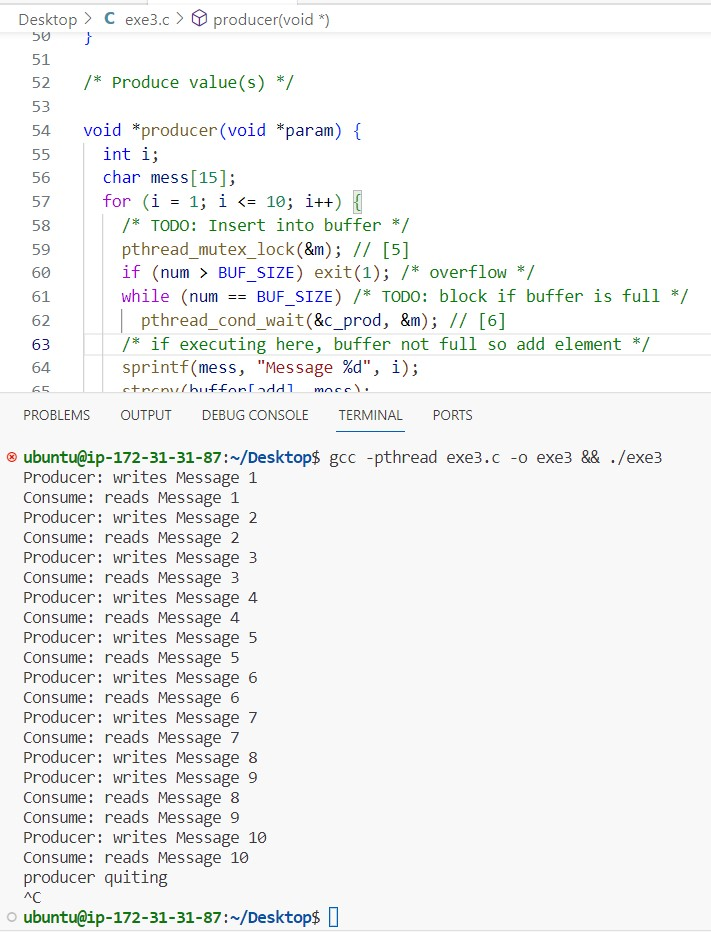 Desktop > C exe3.c > producer(void *)
50 }
51
52 /* Produce value(s) */
53
54 void *producer(void *param) {
55 int i;
56 char mess[15];
57 for (i = 1; i <= 10; i++) {
58 /* TODO: Insert into buffer */
59 pthread_mutex_lock(&m); // [5]
60 if (num > BUF_SIZE) exit(1); /* overflow */
61 while (num == BUF_SIZE) /* TODO: block if buffer is full */
62 pthread_cond_wait(&c_prod, &m); // [6]
63 /* if executing here, buffer not full so add element */
64 sprintf(mess, "Message %d", i);
65 strcpy(buffer[add], mess);
PROBLEMS OUTPUT DEBUG CONSOLE TERMINAL PORTS
ubuntu@ip-172-31-31-87:~/Desktop$ gcc -pthread exe3.c -o exe3 && ./exe3
Producer: writes Message 1
Consume: reads Message 1
Producer: writes Message 2
Consume: reads Message 2
Producer: writes Message 3
Consume: reads Message 3
Producer: writes Message 4
Consume: reads Message 4
Producer: writes Message 5
Consume: reads Message 5
Producer: writes Message 6
Consume: reads Message 6
Producer: writes Message 7
Consume: reads Message 7
Producer: writes Message 8
Producer: writes Message 9
Consume: reads Message 8
Consume: reads Message 9
Producer: writes Message 10
Consume: reads Message 10
producer quiting
^C
ubuntu@ip-172-31-31-87:~/Desktop$